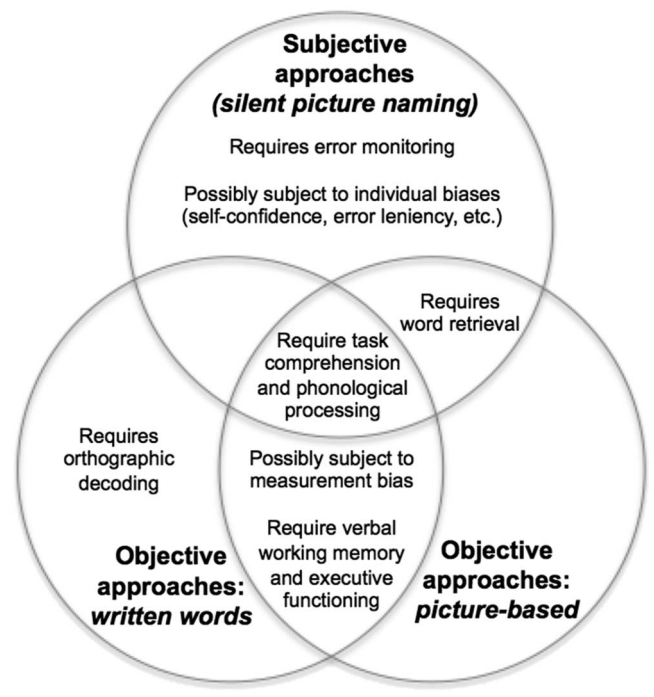 Subjective
approaches
(silent picture naming)
Requires error monitoring
Possibly subject to individual biases
(self-confidence, error leniency, etc.)
Requires
word retrieval
Require task
comprehension
and phonological
processing
Requires
orthographic
decoding
Possibly subject to
measurement bias
Require verbal
working memory
and executive
functioning
Objective
approaches:
written words
Objective
approaches:
picture-based